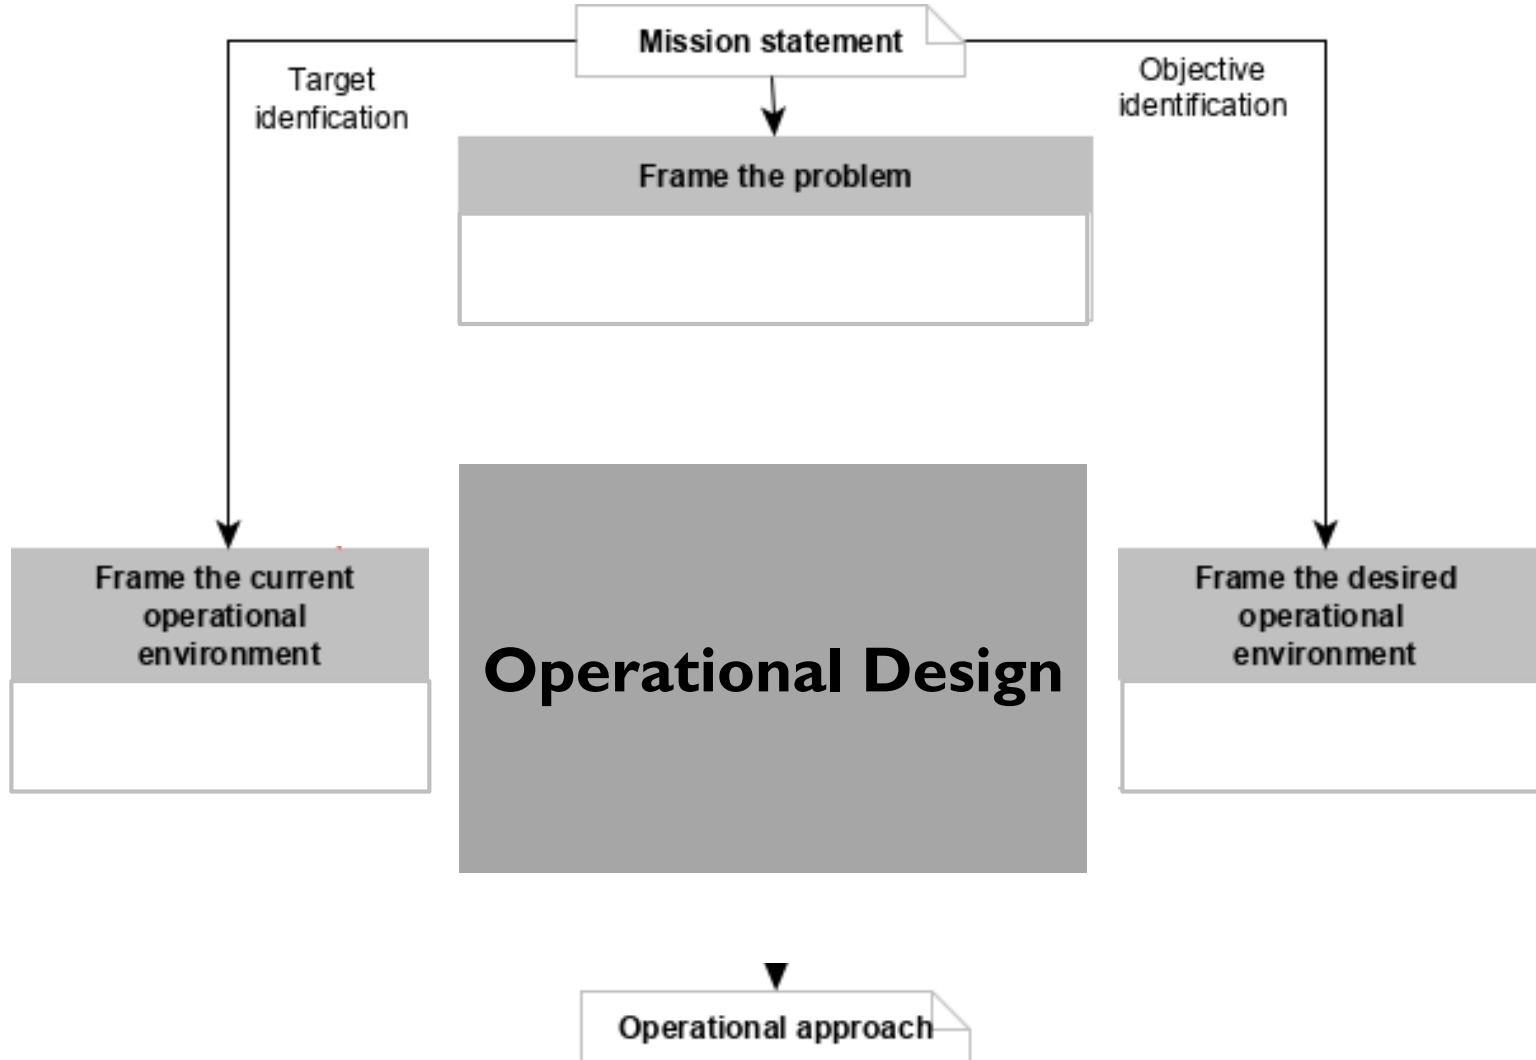 Mission statement
Target
idenfication
Objective
identification
Frame the problem
Frame the current
operational
environment
Operational Design
Frame the desired
operational
environment
Operational approach